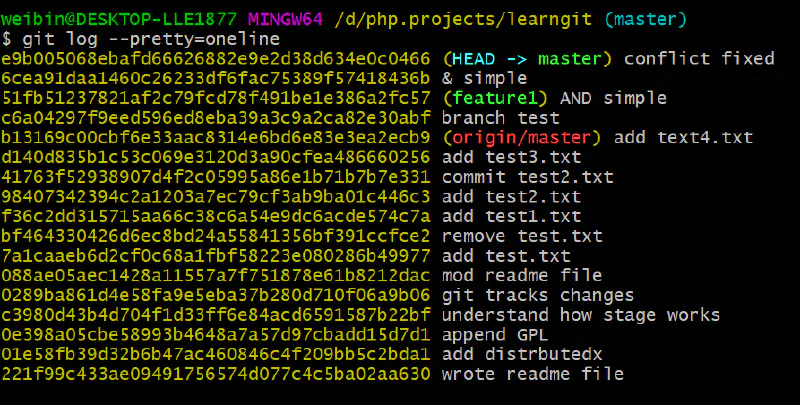 weibin@DESKTOP-LLE1877 MINGW64 /d/php.projects/learngit (master)
$ git log --pretty=oneline
e9b005068ebafd66626882e9e2d38d634e0c0466 (HEAD -> master) conflict fixed
6cea91daa1460c26233df6fac75389f57418436b & simple
51fb51237821af2c79fcd78f491be1e386a2fc57 (feature1) AND simple
c6a04297f9eed596ed8eba39a3c9a2ca82e30abf branch test
b13169c00cbf6e33aac8314e6bd6e83e3ea2ecb9 (origin/master) add text4.txt
d140d835b1c53c069e3120d3a90cfea486660256 add test3.txt
41763f52938907d4f2c05995a86e1b71b7b7e331 commit test2.txt
98407342394c2a1203a7ec79cf3ab9ba01c446c3 add test2.txt
f36c2dd315715aa66c38c6a54e9dc6acde574c7a add test1.txt
bf464330426d6ec8bd24a55841356bf391ccfce2 remove test.txt
7a1caaeb6d2cf0c68a1fbf58223e080286b49977 add test.txt
088ae05aec1428a11557a7f751878e61b8212dac mod readme file
0289ba861d4e58fa9e5eba37b280d710f06a9b06 git tracks changes
c3980d43b4d704f1d33ff6e84acd6591587b22bf understand how stage works
0e398a05cbe58993b4648a7a57d97cbadd15d7d1 append GPL
01e58fb39d32b6b47ac460846c4f209bb5c2bda1 add distrbutedx
221f99c433ae09491756574d077c4c5ba02aa630 wrote readme file